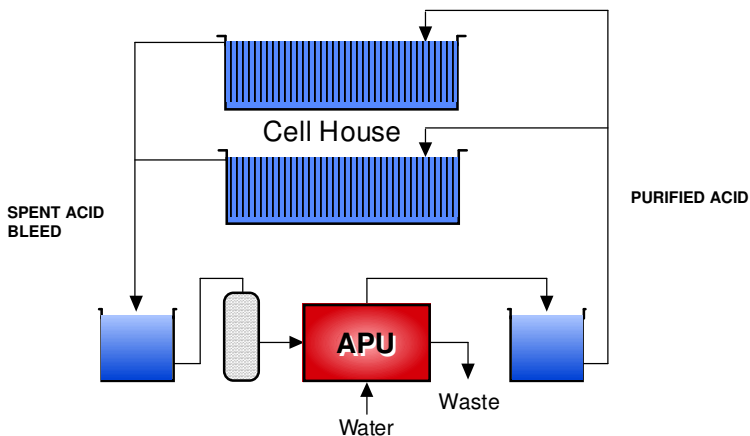 Cell House
SPENT ACID
BLEED
PURIFIED ACID
APU
Waste
Water